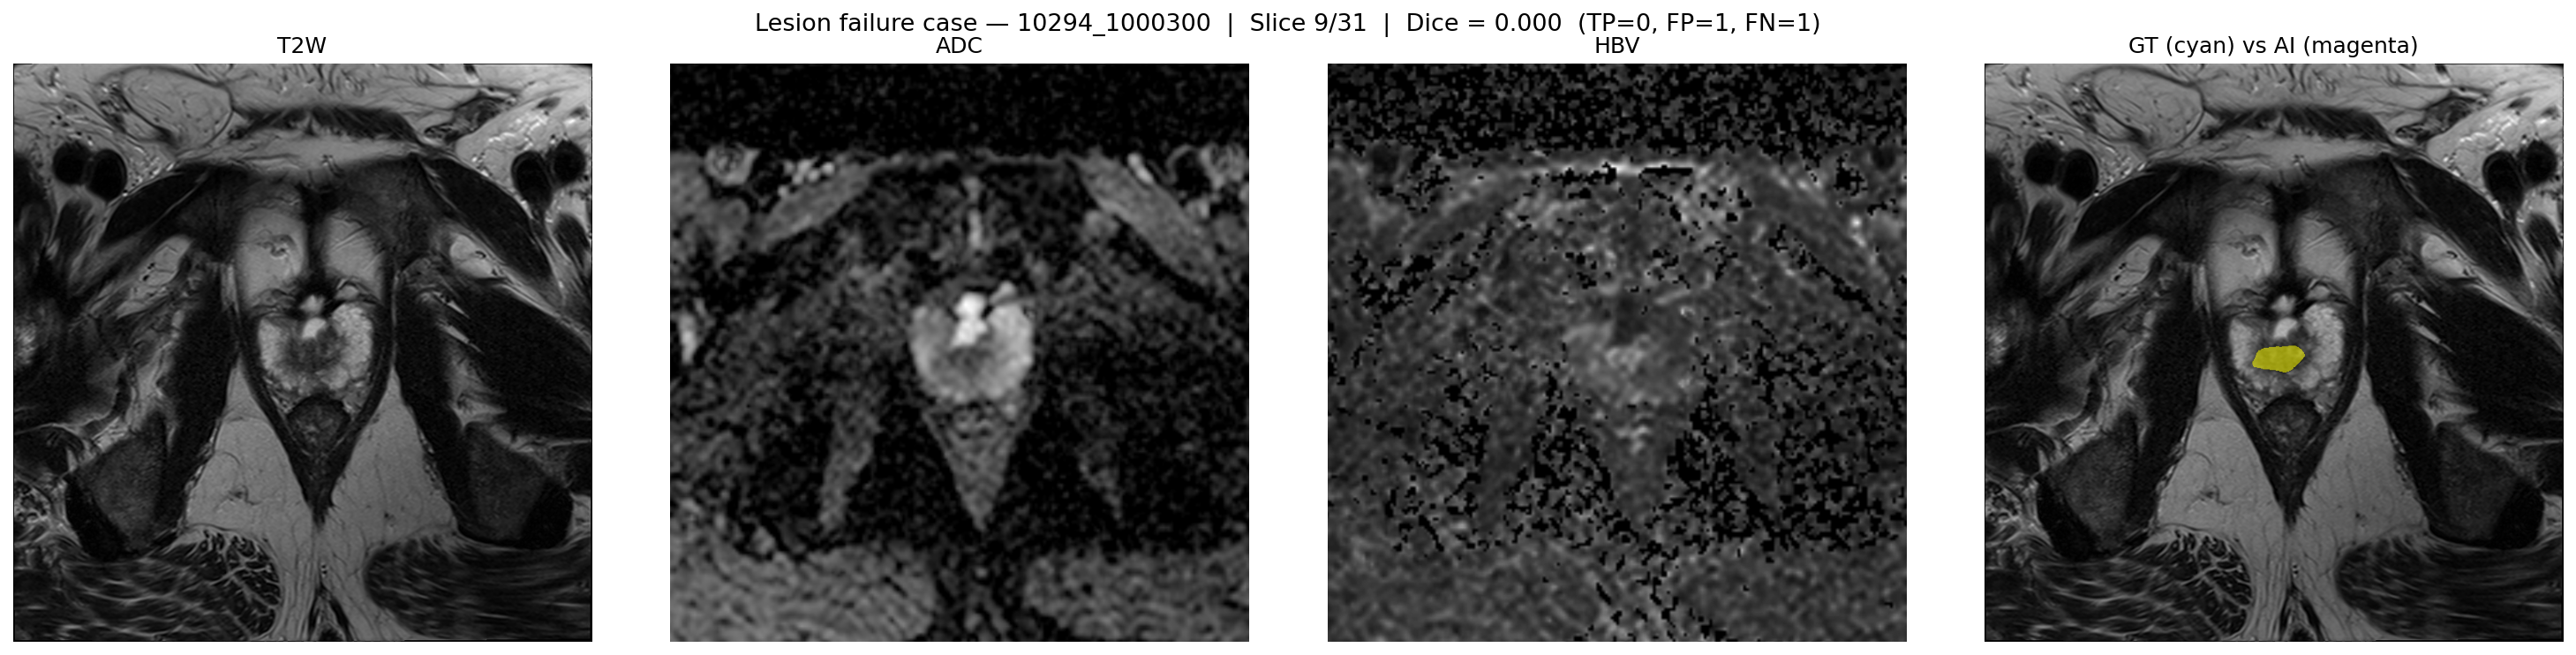 Lesion failure case — 10294_1000300 | Slice 9/31 | Dice = 0.000 (TP=0, FP=1, FN=1)
T2W
ADC
HBV
GT (cyan) vs AI (magenta)